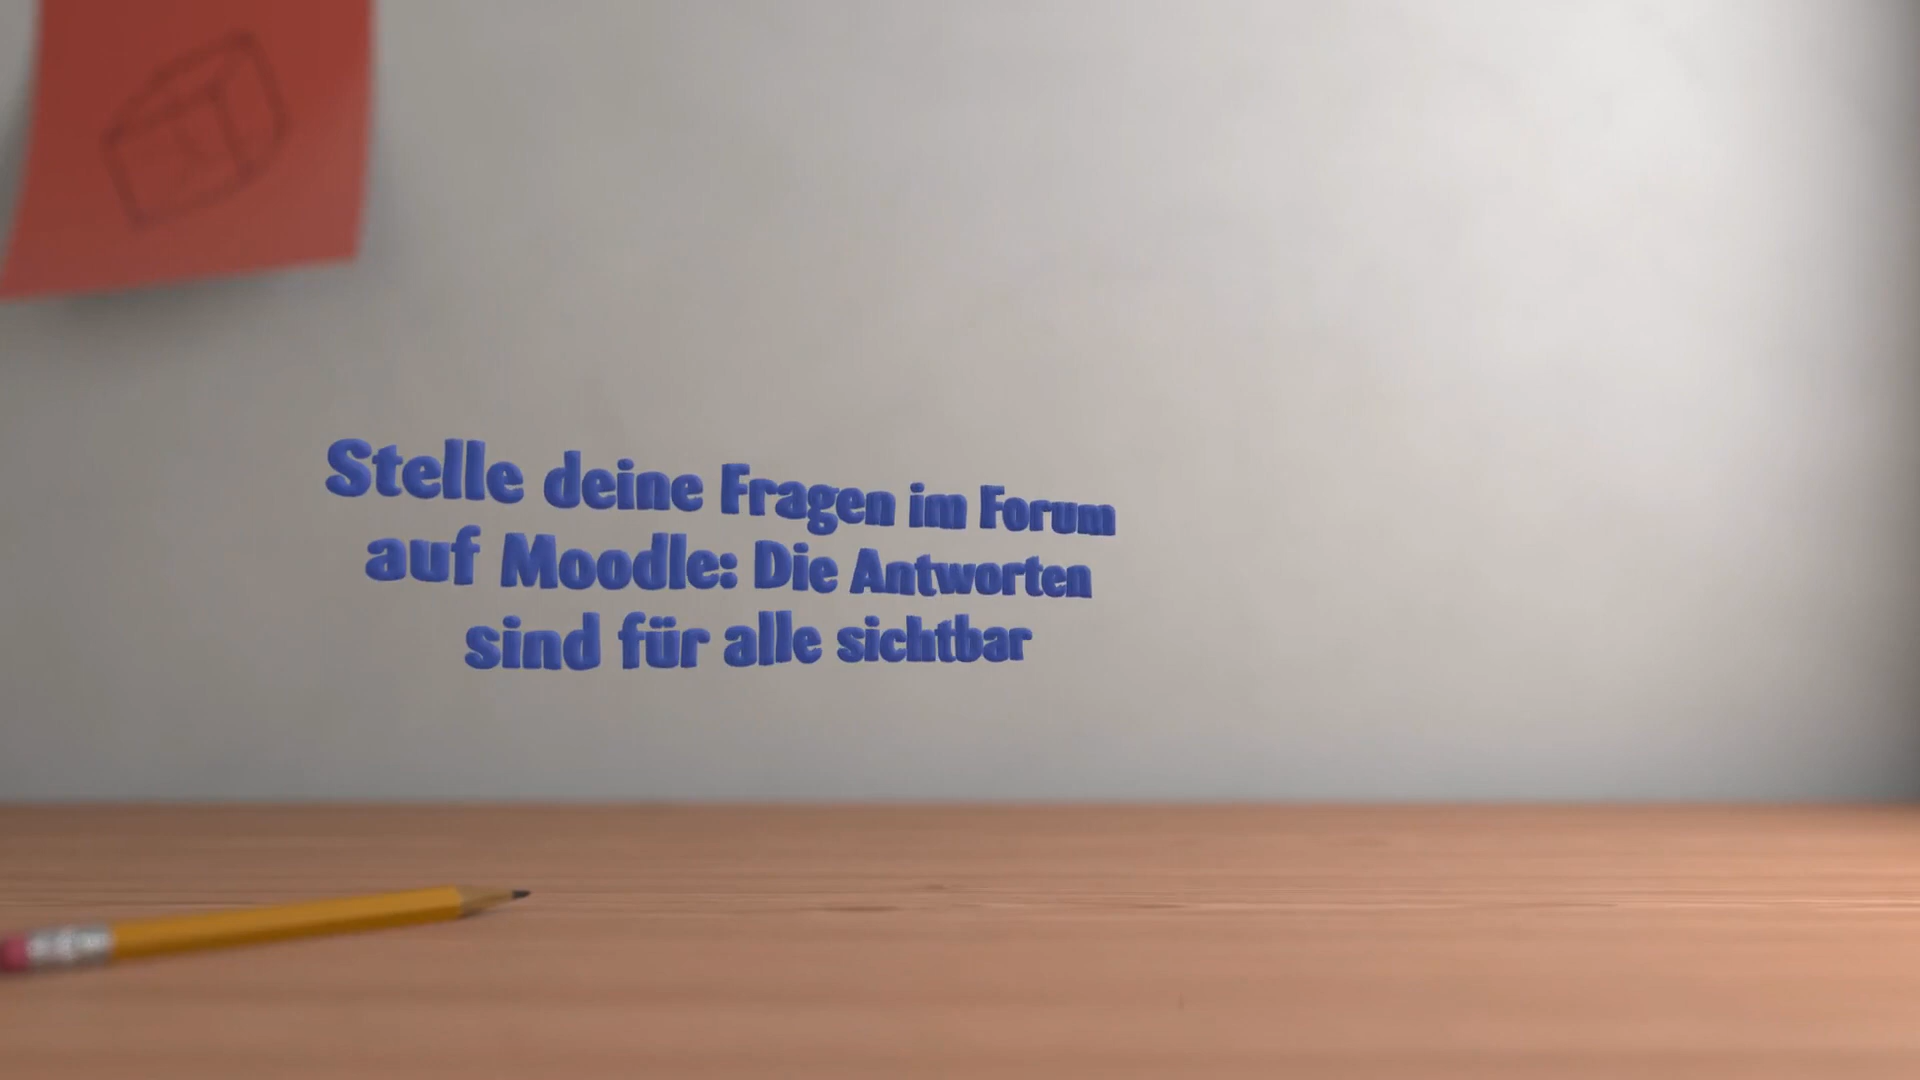 Stelle deine Fragen im Forum
auf Moodle: Die Antworten
sind für alle sichtbar